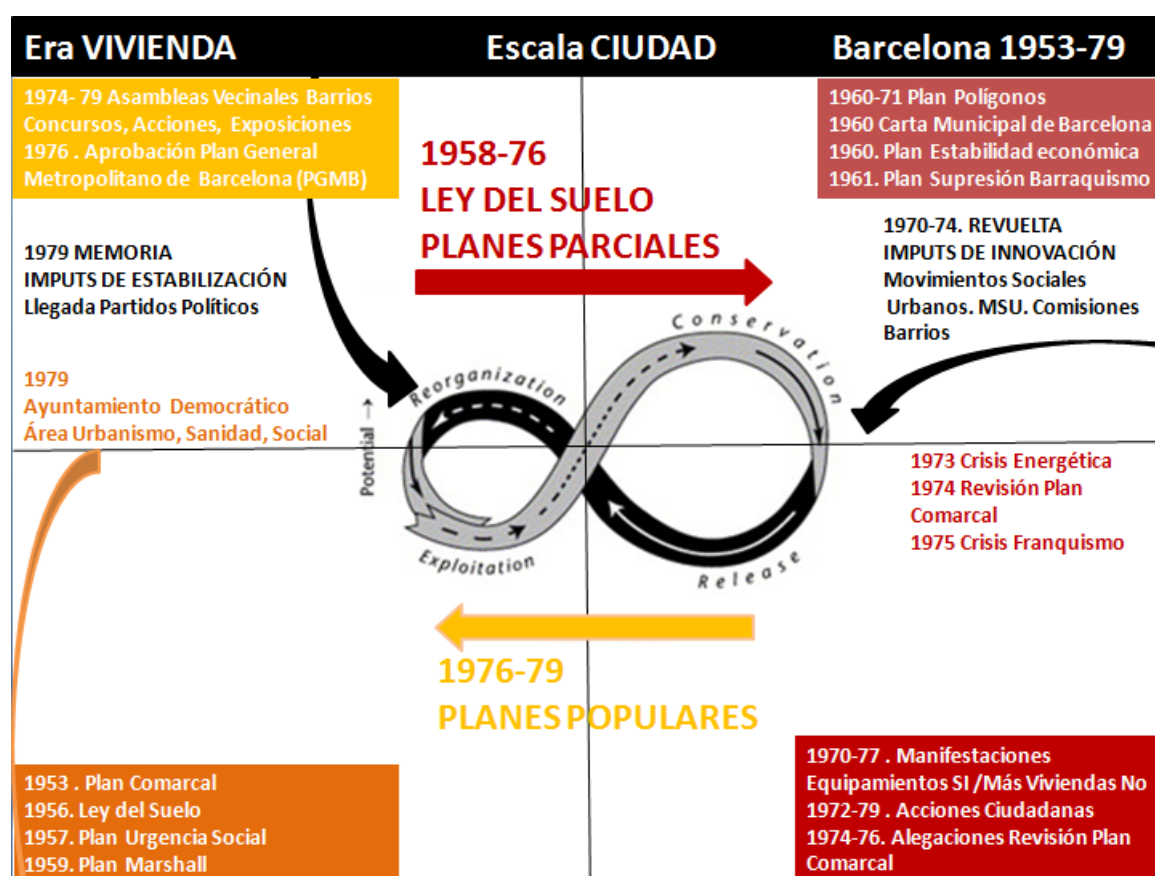 Era VIVIENDA
Escala CIUDAD
Barcelona 1953-79
1974- 79 Asambleas Vecinales Barrios
Concursos, Acciones, Exposiciones
1976 . Aprobación Plan General
Metropolitano de Barcelona (PGMB)
1958-76
LEY DEL SUELO
PLANES PARCIALES
1960-71 Plan Polígonos
1960 Carta Municipal de Barcelona
1960. Plan Estabilidad económica
1961. Plan Supresión Barraquismo
1979 MEMORIA
IMPUTS DE ESTABILIZACIÓN
Llegada Partidos Políticos
1970-74. REVUELTA
IMPUTS DE INNOVACIÓN
Movimientos Sociales
Urbanos. MSU. Comisiones
Barrios
1979
Ayuntamiento Democrático
Área Urbanismo, Sanidad, Social
Reorganization
Conservation
Potential →
Exploitation
Release
1973 Crisis Energética
1974 Revisión Plan
Comarcal
1975 Crisis Franquismo
1976-79
PLANES POPULARES
1953 . Plan Comarcal
1956. Ley del Suelo
1957. Plan Urgencia Social
1959. Plan Marshall
1970-77 . Manifestaciones
Equipamientos SI /Más Viviendas No
1972-79 . Acciones Ciudadanas
1974-76. Alegaciones Revisión Plan
Comarcal